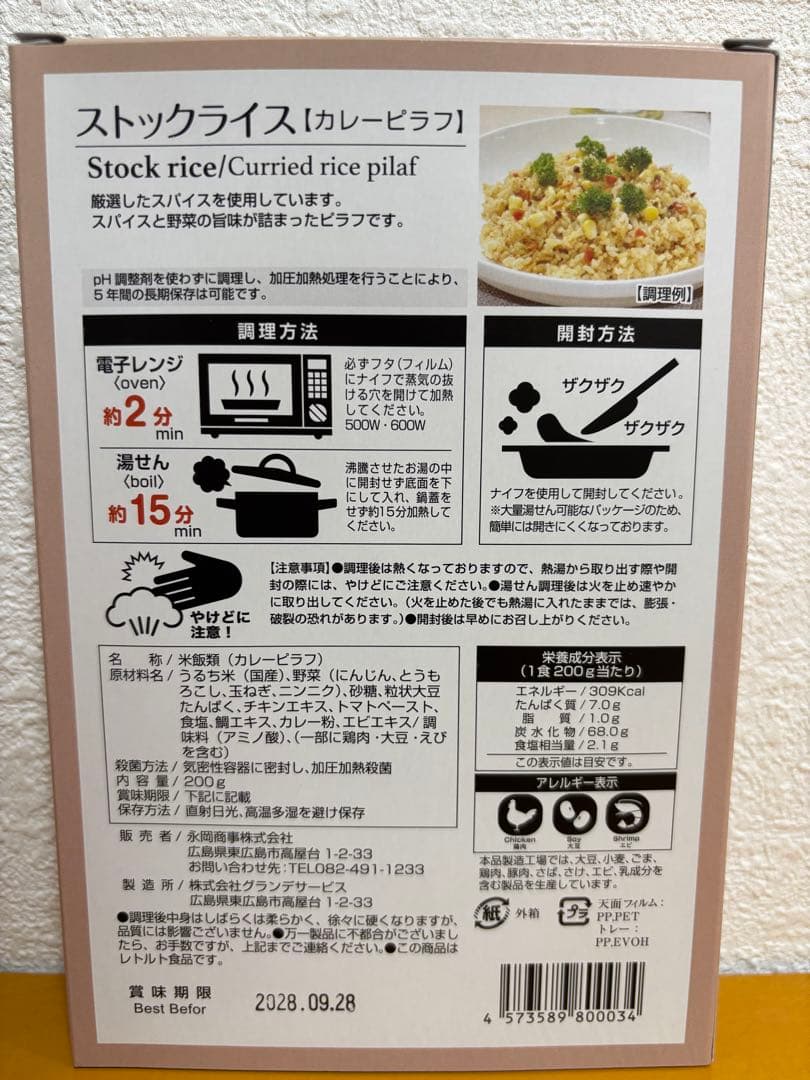 ストックライス【カレーピラフ】
Stock rice/Curried rice pilaf
厳選したスパイスを使用しています。
スパイスと野菜の旨味が詰まったピラフです。
【調理例】
pH調整剤を使わずに調理し、加圧加熱処理を行うことにより、
5年間の長期保存は可能です。
調理方法
電子レンジ
〈oven〉
約2分
min
必ずフタ(フィルム)
にナイフで蒸気の抜
ける穴を開けて加熱
してください。
500W・600W
湯せん
〈boil〉
約15分
min
沸騰させたお湯の中
に開封せず底面を下
にして入れ、鍋蓋を
せず約15分加熱して
ください。
開封方法
ザクザク
ザクザク
ナイフを使用して開封してください。
※大量湯せん可能なパッケージのため、
簡単には開きにくくなっております。
やけどに
注意!
【注意事項】●調理後は熱くなっておりますので、熱湯から取り出す際や開
封の際には、やけどにご注意ください。●湯せん調理後は火を止め速やか
に取り出してください。(火を止めた後でも熱湯に入れたままでは、膨張・
破裂の恐れがあります。)●開封後は早めにお召し上がりください。
名 称/米飯類(カレーピラフ)
原材料名/うるち米(国産)、野菜(にんじん、とうも
ろこし、玉ねぎ、ニンニク)、砂糖、粒状大豆
たんぱく、チキンエキス、トマトペースト、
食塩、鯛エキス、カレー粉、エビエキス/調
味料(アミノ酸)、(一部に鶏肉・大豆・えび
を含む)
殺菌方法/気密性容器に密封し、加圧加熱殺菌
内容量/200g
賞味期限/下記に記載
保存方法/直射日光、高温多湿を避け保存
販売者/永岡商事株式会社
広島県東広島市高屋台1-2-33
お問い合わせ先:TEL082-491-1233
製造所/株式会社グランデサービス
広島県東広島市高屋台1-2-33
●調理後中身はしばらくは柔らかく、徐々に硬くなりますが、
品質には影響ございません。●万一製品に不都合がございまし
たら、お手数ですが、上記までご連絡ください。●この商品は
レトルト食品です。
賞味期限
Best Befor
2028.09.28
栄養成分表示
(1食200g当たり)
エネルギー/309Kcal
たんぱく質/7.0g
脂 質/1.0g
炭水化物/68.0g
食塩相当量/2.1g
この表示値は目安です。
アレルギー表示
Chicken
鶏肉
Soy
大豆
Shrimp
エビ
本品製造工場では、大豆、小麦、ごま、
鶏肉、豚肉、さば、さけ、エビ、乳成分を
含む製品を生産しています。
紙
外箱
プラ
天面フィルム:
PP,PET
トレー:
PP,EVOH
4 573589 800034